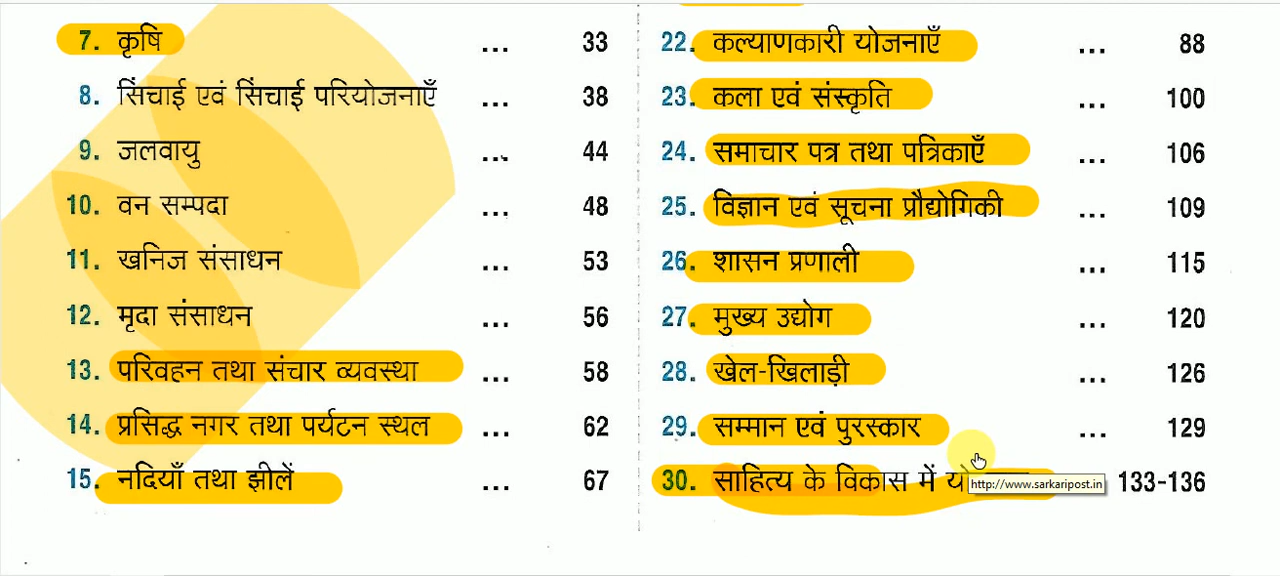 7. कृषि ... 33
8. सिंचाई एवं सिंचाई परियोजनाएँ ... 38
9. जलवायु ... 44
10. वन सम्पदा ... 48
11. खनिज संसाधन ... 53
12. मृदा संसाधन ... 56
13. परिवहन तथा संचार व्यवस्था ... 58
14. प्रसिद्ध नगर तथा पर्यटन स्थल ... 62
15. नदियाँ तथा झीलें ... 67
22. कल्याणकारी योजनाएँ ... 88
23. कला एवं संस्कृति ... 100
24. समाचार पत्र तथा पत्रिकाएँ ... 106
25. विज्ञान एवं सूचना प्रौद्योगिकी ... 109
26. शासन प्रणाली ... 115
27. मुख्य उद्योग ... 120
28. खेल-खिलाड़ी ... 126
29. सम्मान एवं पुरस्कार ... 129
30. साहित्य के विकास में 133-136
http://www.sarkaripost.in